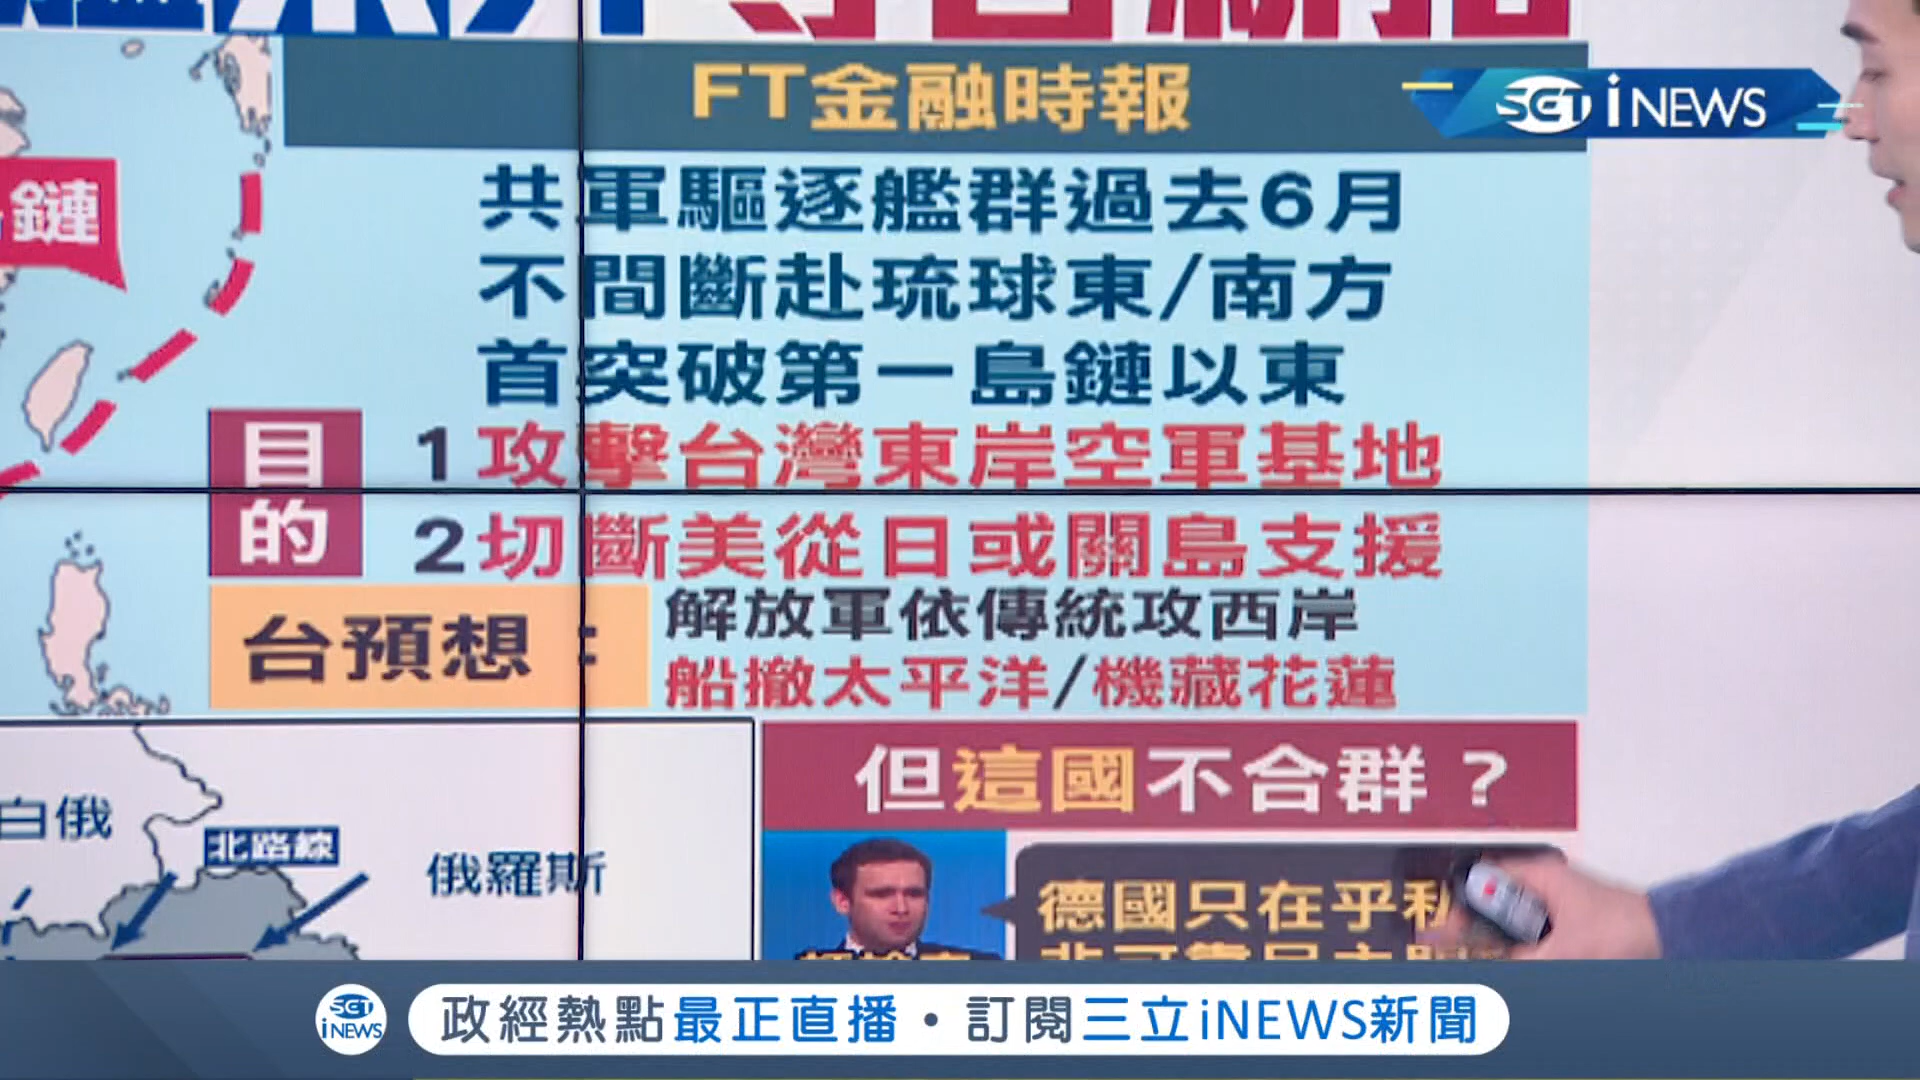 FT金融時報
SET iNEWS
鏈
共軍驅逐艦群過去6月
不間斷赴琉球東/南方
首突破第一島鏈以東
目的
1 攻擊台灣東岸空軍基地
2 切斷美從日或關島支援
台預想：
解放軍依傳統攻西岸
船撤太平洋/機藏花蓮
但這國不合群？
白俄
北路線
俄羅斯
德國只在乎
SET iNEWS
政經熱點最正直播・訂閱三立iNEWS新聞